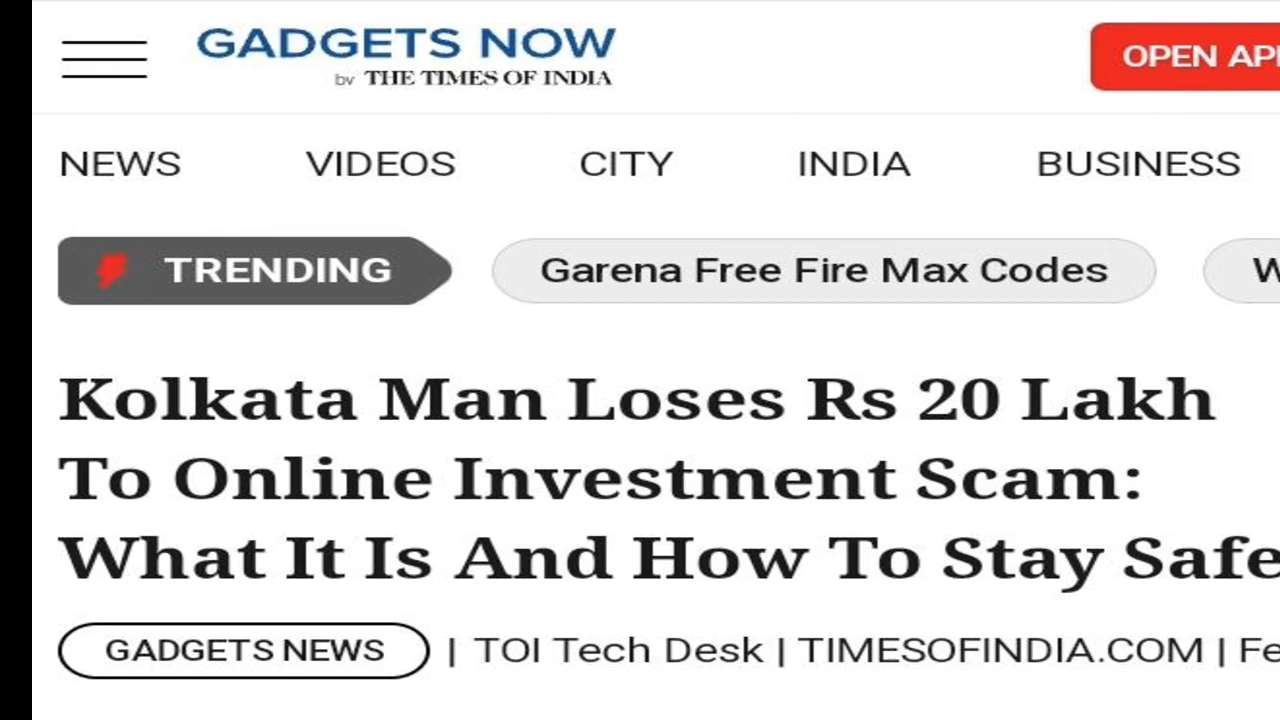 GADGETS NOW
by THE TIMES OF INDIA
OPEN
NEWS VIDEOS CITY INDIA BUSINESS
TRENDING Garena Free Fire Max Codes
Kolkata Man Loses Rs 20 Lakh
To Online Investment Scam:
What It Is And How To Stay Safe
GADGETS NEWS | TOI Tech Desk | TIMESOFINDIA.COM |